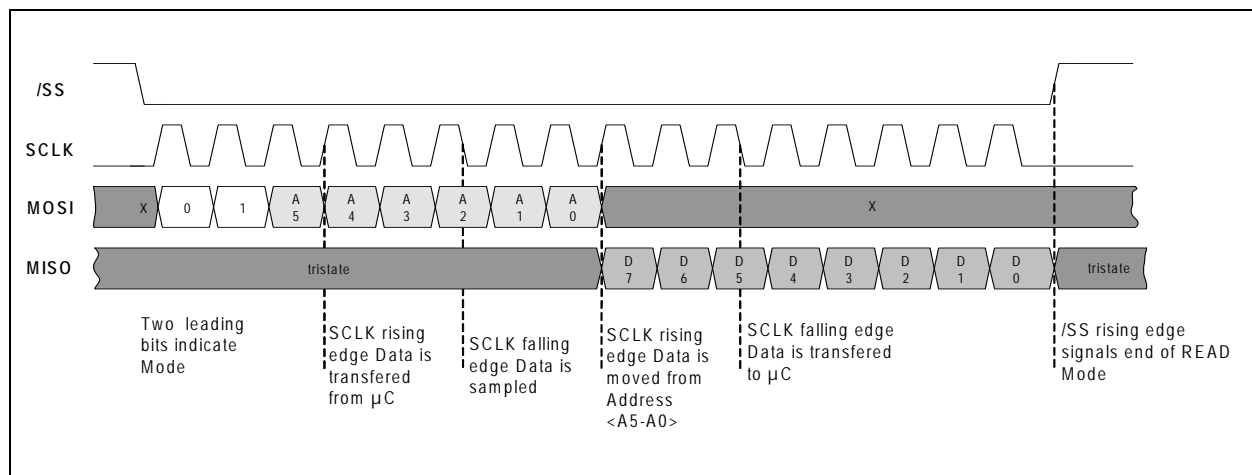 /SS
SCLK
MOSI
X
0
1
A
5
A
4
A
3
A
2
A
1
A
0
X
MISO
tristate
D
7
D
6
D
5
D
4
D
3
D
2
D
1
D
0
tristate
Two leading
bits indicate
Mode
SCLK rising
edge Data is
transfered
from µC
SCLK falling
edge Data is
sampled
SCLK rising
edge Data is
moved from
Address
<A5-A0>
SCLK falling edge
Data is transfered
to µC
/SS rising edge
signals end of READ
Mode